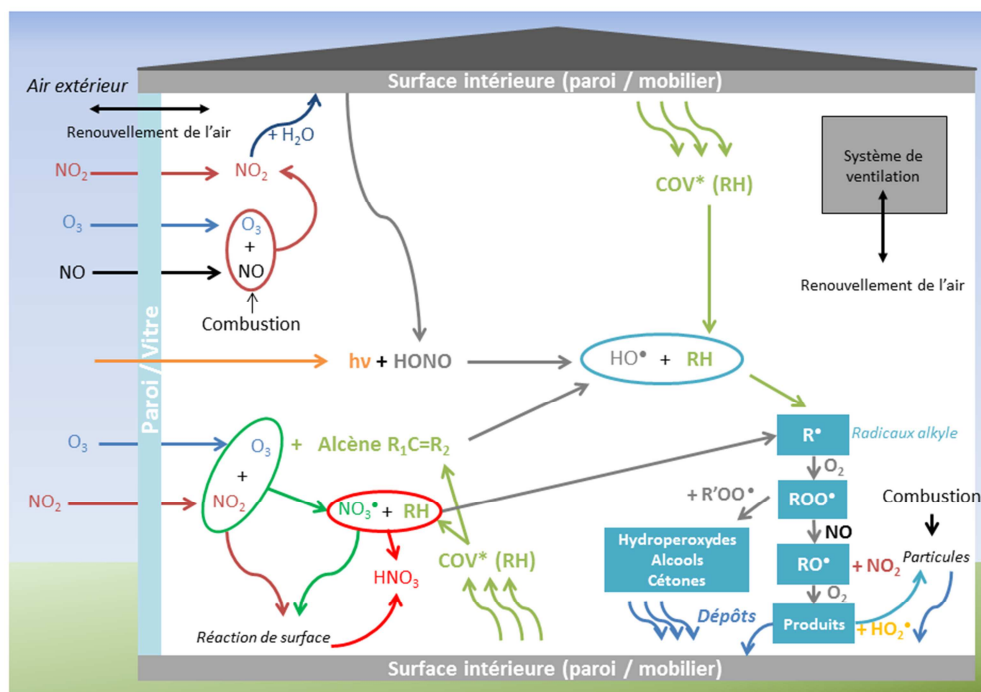 Surface intérieure (paroi / mobilier)
Air extérieur
Renouvellement de l'air
+ H₂O
NO₂
NO₂
O₃
O₃
+
NO
NO
Combustion
COV* (RH)
Système de
ventilation
Renouvellement de l'air
Paroi / Vitre
hν + HONO
HO• + RH
O₃
O₃
+ Alcène R₁C=R₂
+
NO₂
NO₂
NO₃• + RH
HNO₃
COV* (RH)
Réaction de surface
R•
Radicaux alkyle
O₂
+ R'OO•
ROO•
Combustion
NO
Hydroperoxydes
Alcools
Cétones
RO•
+ NO₂
Particules
O₂
Dépôts
Produits
+ HO₂•
Surface intérieure (paroi / mobilier)